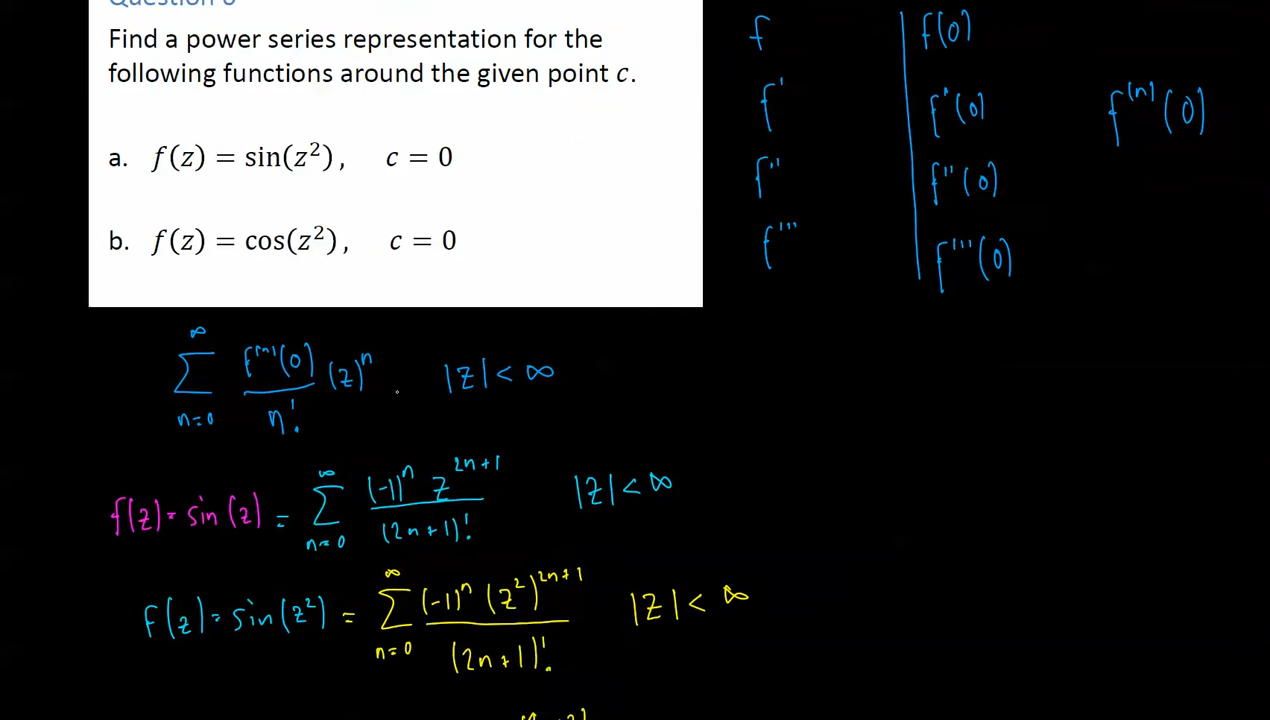 Question 6
Find a power series representation for the
following functions around the given point c.
a. f(z) = sin(z²), c = 0
b. f(z) = cos(z²), c = 0
f | f(0)
f' | f'(0) f⁽ⁿ⁾(0)
f'' | f''(0)
f''' | f'''(0)
∑_{n=0}^{∞} f⁽ⁿ⁾(0)/n! (z)ⁿ . |z| < ∞
f(z) = sin(z) = ∑_{n=0}^{∞} (-1)ⁿ z^{2n+1}/(2n+1)! |z| < ∞
f(z) = sin(z²) = ∑_{n=0}^{∞} (-1)ⁿ (z²)^{2n+1}/(2n+1)! |z| < ∞